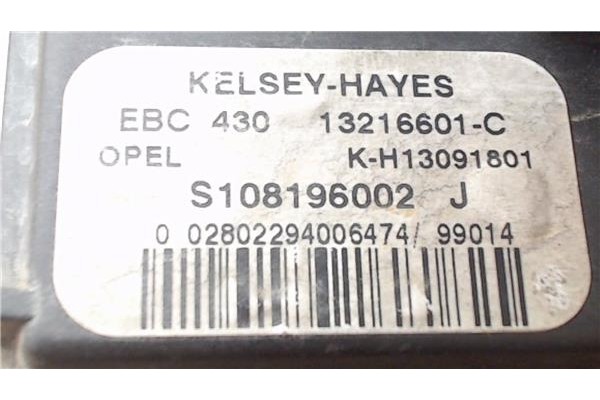 KELSEY-HAYES
EBC 430 13216601-C
OPEL K-H13091801
S108196002 J
0 02802294006474/ 99014